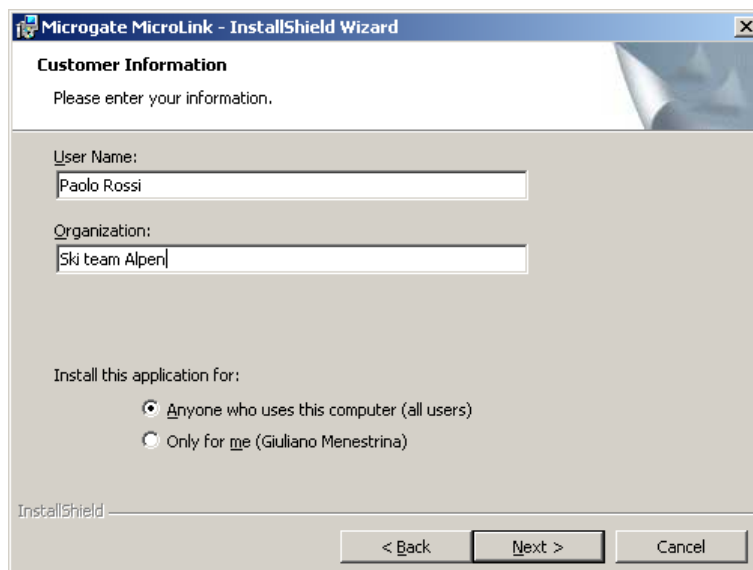 Microgate MicroLink - InstallShield Wizard
Customer Information
Please enter your information.
User Name:
Paolo Rossi
Organization:
Ski team Alpen
Install this application for:
Anyone who uses this computer (all users)
Only for me (Giuliano Menestrina)
InstallShield
< Back Next > Cancel